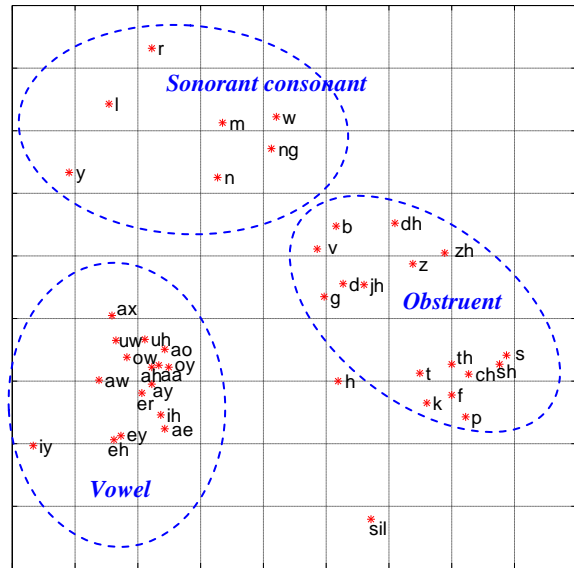 r
Sonorant consonant
l
m
w
ng
y
n
b
dh
v
z
zh
d
jh
g
Obstruent
ax
uw
uh
ow
ao
oy
ah
aa
aw
ay
er
ih
ae
ey
eh
iy
Vowel
h
t
th
s
sh
ch
k
f
p
sil